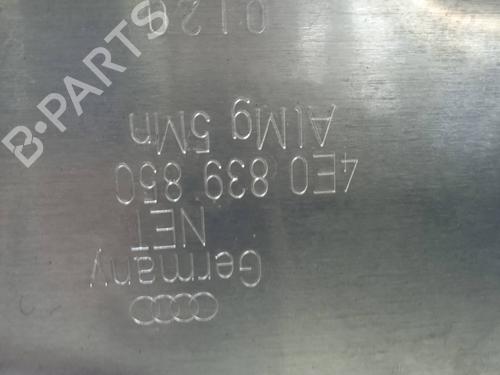 Germany
NET
4E0 839 850
AlMg 5Mn
B-PARTS